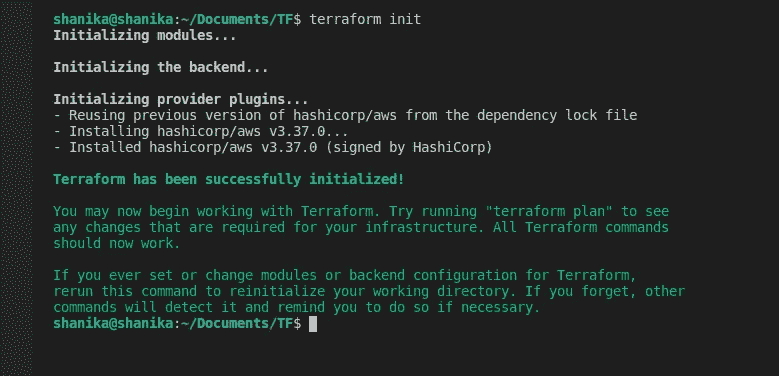 shanika@shanika:~/Documents/TF$ terraform init
Initializing modules...
Initializing the backend...
Initializing provider plugins...
- Reusing previous version of hashicorp/aws from the dependency lock file
- Installing hashicorp/aws v3.37.0...
- Installed hashicorp/aws v3.37.0 (signed by HashiCorp)
Terraform has been successfully initialized!
You may now begin working with Terraform. Try running "terraform plan" to see
any changes that are required for your infrastructure. All Terraform commands
should now work.
If you ever set or change modules or backend configuration for Terraform,
rerun this command to reinitialize your working directory. If you forget, other
commands will detect it and remind you to do so if necessary.
shanika@shanika:~/Documents/TF$